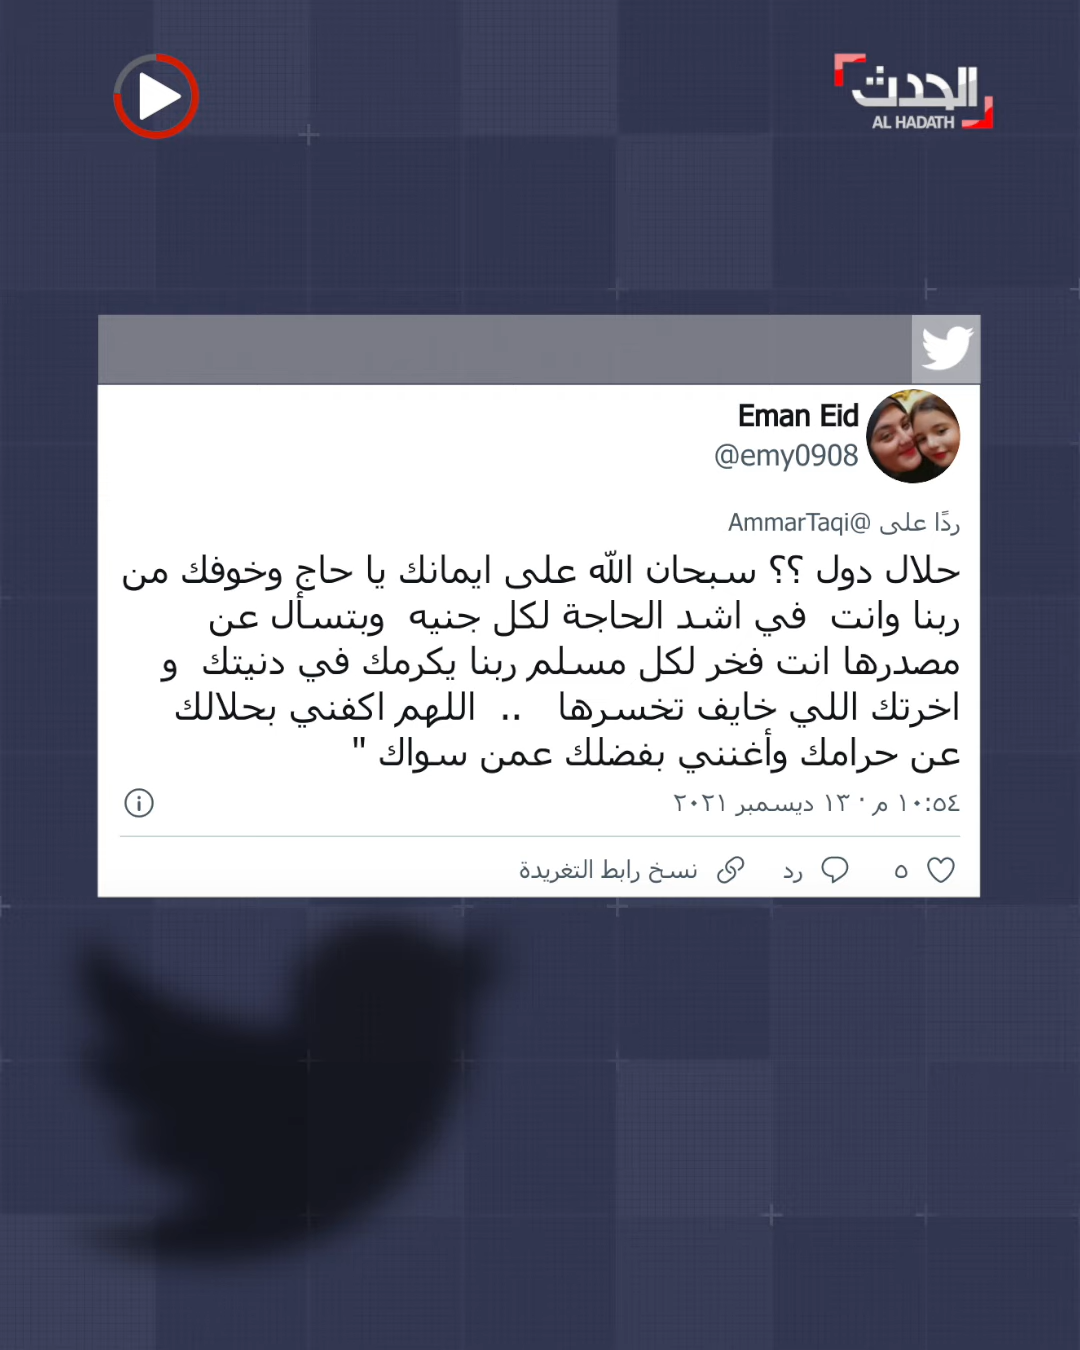 الحدث
AL HADATH
Eman Eid
@emy0908
ردًا على @AmmarTaqi
حلال دول ؟؟ سبحان الله على ايمانك يا حاج وخوفك من
ربنا وانت في اشد الحاجة لكل جنيه وبتسأل عن
مصدرها انت فخر لكل مسلم ربنا يكرمك في دنيتك و
اخرتك اللي خايف تخسرها .. اللهم اكفني بحلالك
عن حرامك وأغنني بفضلك عمن سواك "
١٠:٥٤ م · ١٣ ديسمبر ٢٠٢١
٥ رد نسخ رابط التغريدة